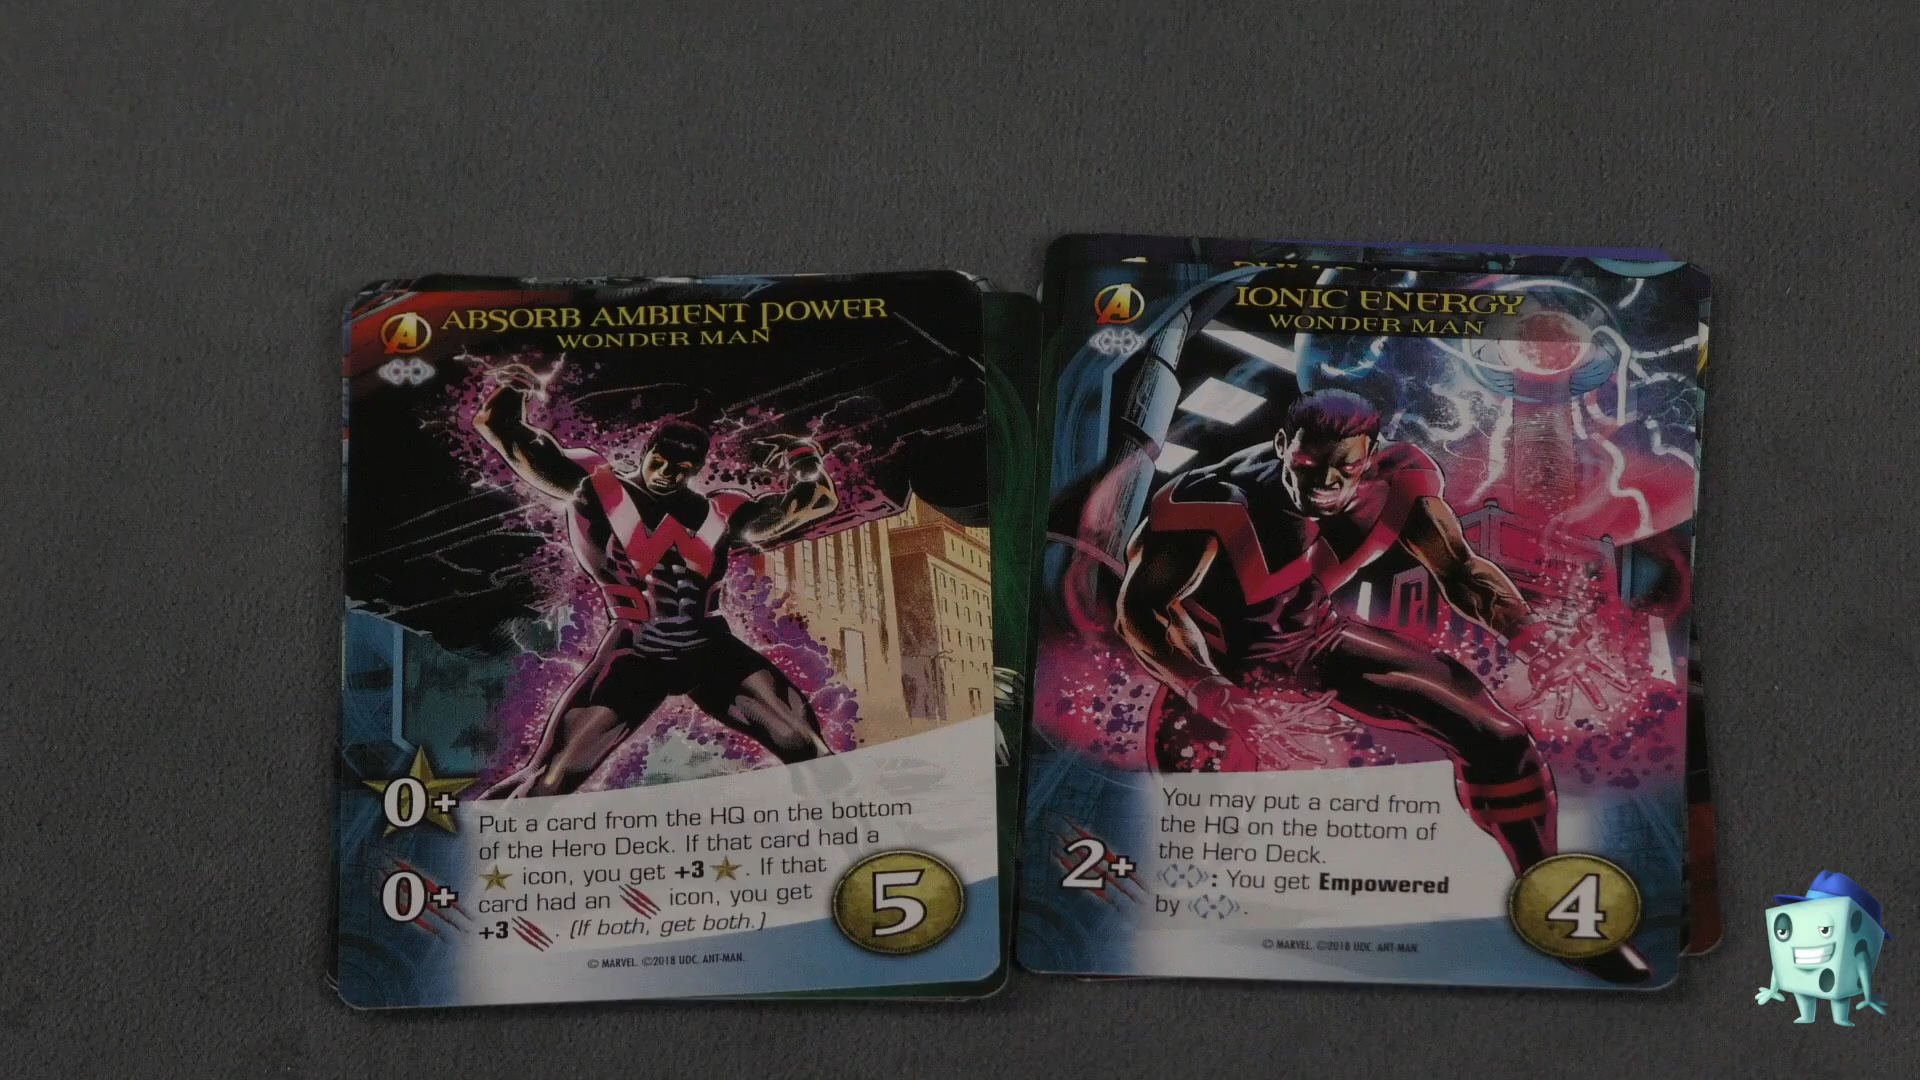 ABSORB AMBIENT POWER
WONDER MAN
0+
0+
Put a card from the HQ on the bottom
of the Hero Deck. If that card had a
icon, you get +3 . If that
card had an icon, you get
+3 . (If both, get both.)
5
© MARVEL. ©2018 UDC. ANT-MAN.
IONIC ENERGY
WONDER MAN
2+
You may put a card from
the HQ on the bottom of
the Hero Deck.
: You get Empowered
by .
4
© MARVEL. ©2018 UDC. ANT-MAN.